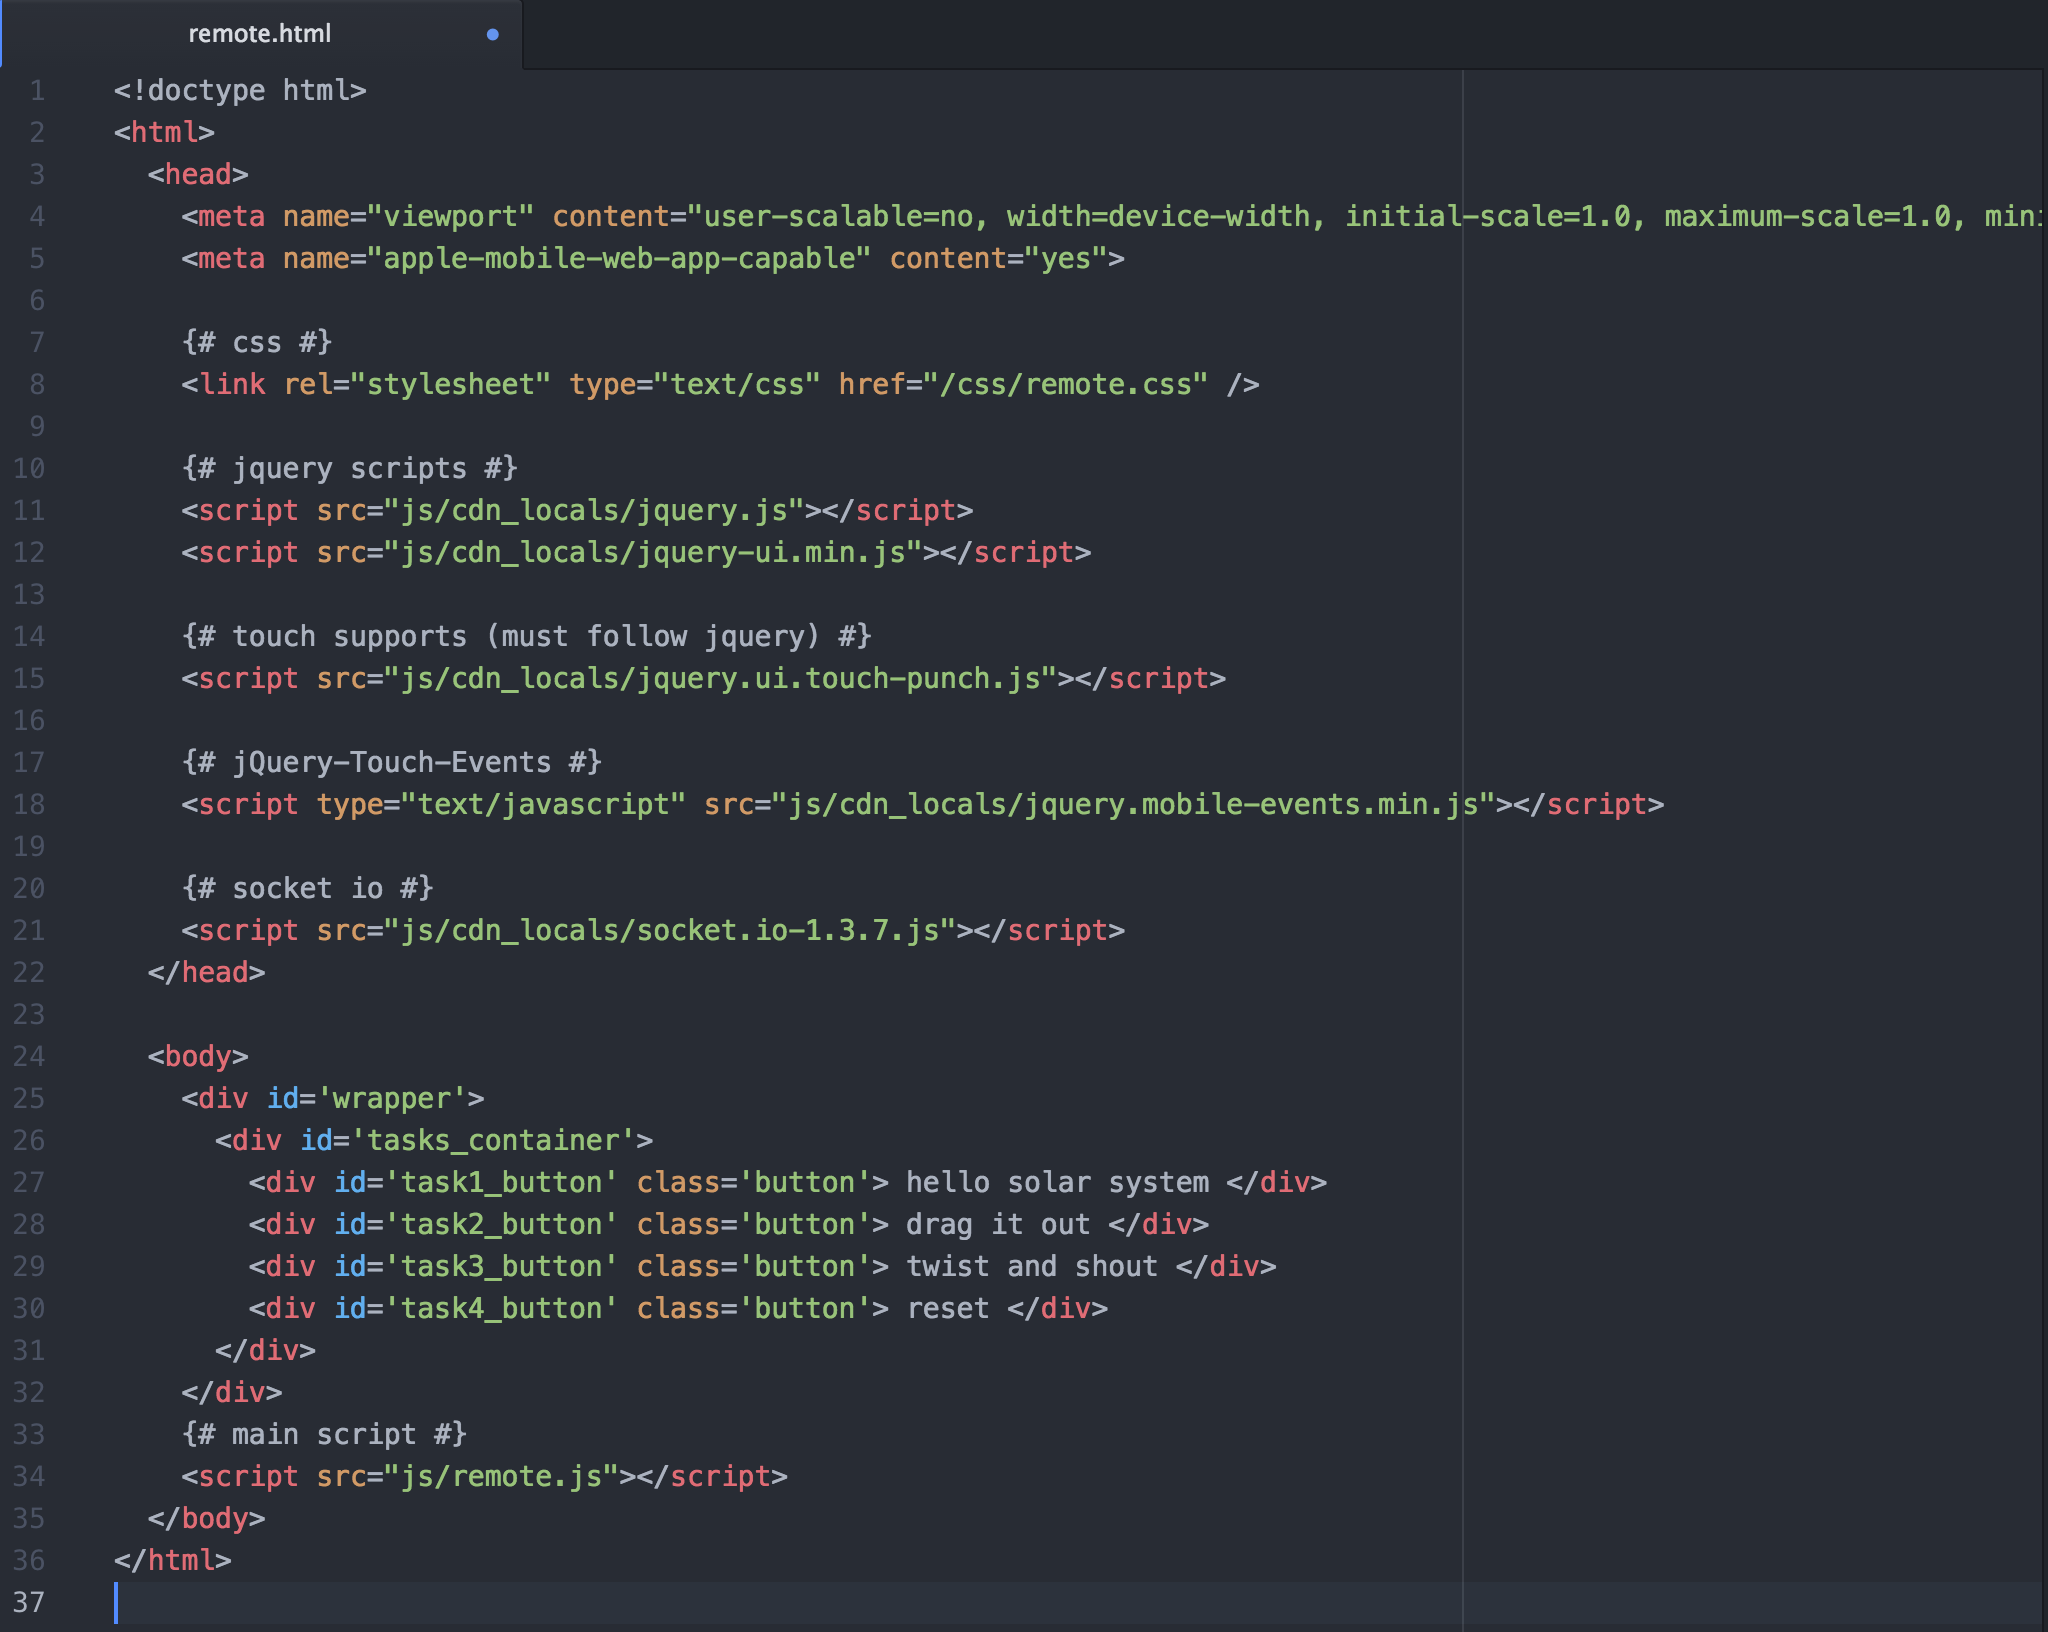 remote.html
1 <!doctype html>
2 <html>
3   <head>
4     <meta name="viewport" content="user-scalable=no, width=device-width, initial-scale=1.0, maximum-scale=1.0, mini
5     <meta name="apple-mobile-web-app-capable" content="yes">
6
7     {# css #}
8     <link rel="stylesheet" type="text/css" href="/css/remote.css" />
9
10     {# jquery scripts #}
11     <script src="js/cdn_locals/jquery.js"></script>
12     <script src="js/cdn_locals/jquery-ui.min.js"></script>
13
14     {# touch supports (must follow jquery) #}
15     <script src="js/cdn_locals/jquery.ui.touch-punch.js"></script>
16
17     {# jQuery-Touch-Events #}
18     <script type="text/javascript" src="js/cdn_locals/jquery.mobile-events.min.js"></script>
19
20     {# socket io #}
21     <script src="js/cdn_locals/socket.io-1.3.7.js"></script>
22   </head>
23
24   <body>
25     <div id='wrapper'>
26       <div id='tasks_container'>
27         <div id='task1_button' class='button'> hello solar system </div>
28         <div id='task2_button' class='button'> drag it out </div>
29         <div id='task3_button' class='button'> twist and shout </div>
30         <div id='task4_button' class='button'> reset </div>
31       </div>
32     </div>
33     {# main script #}
34     <script src="js/remote.js"></script>
35   </body>
36 </html>
37